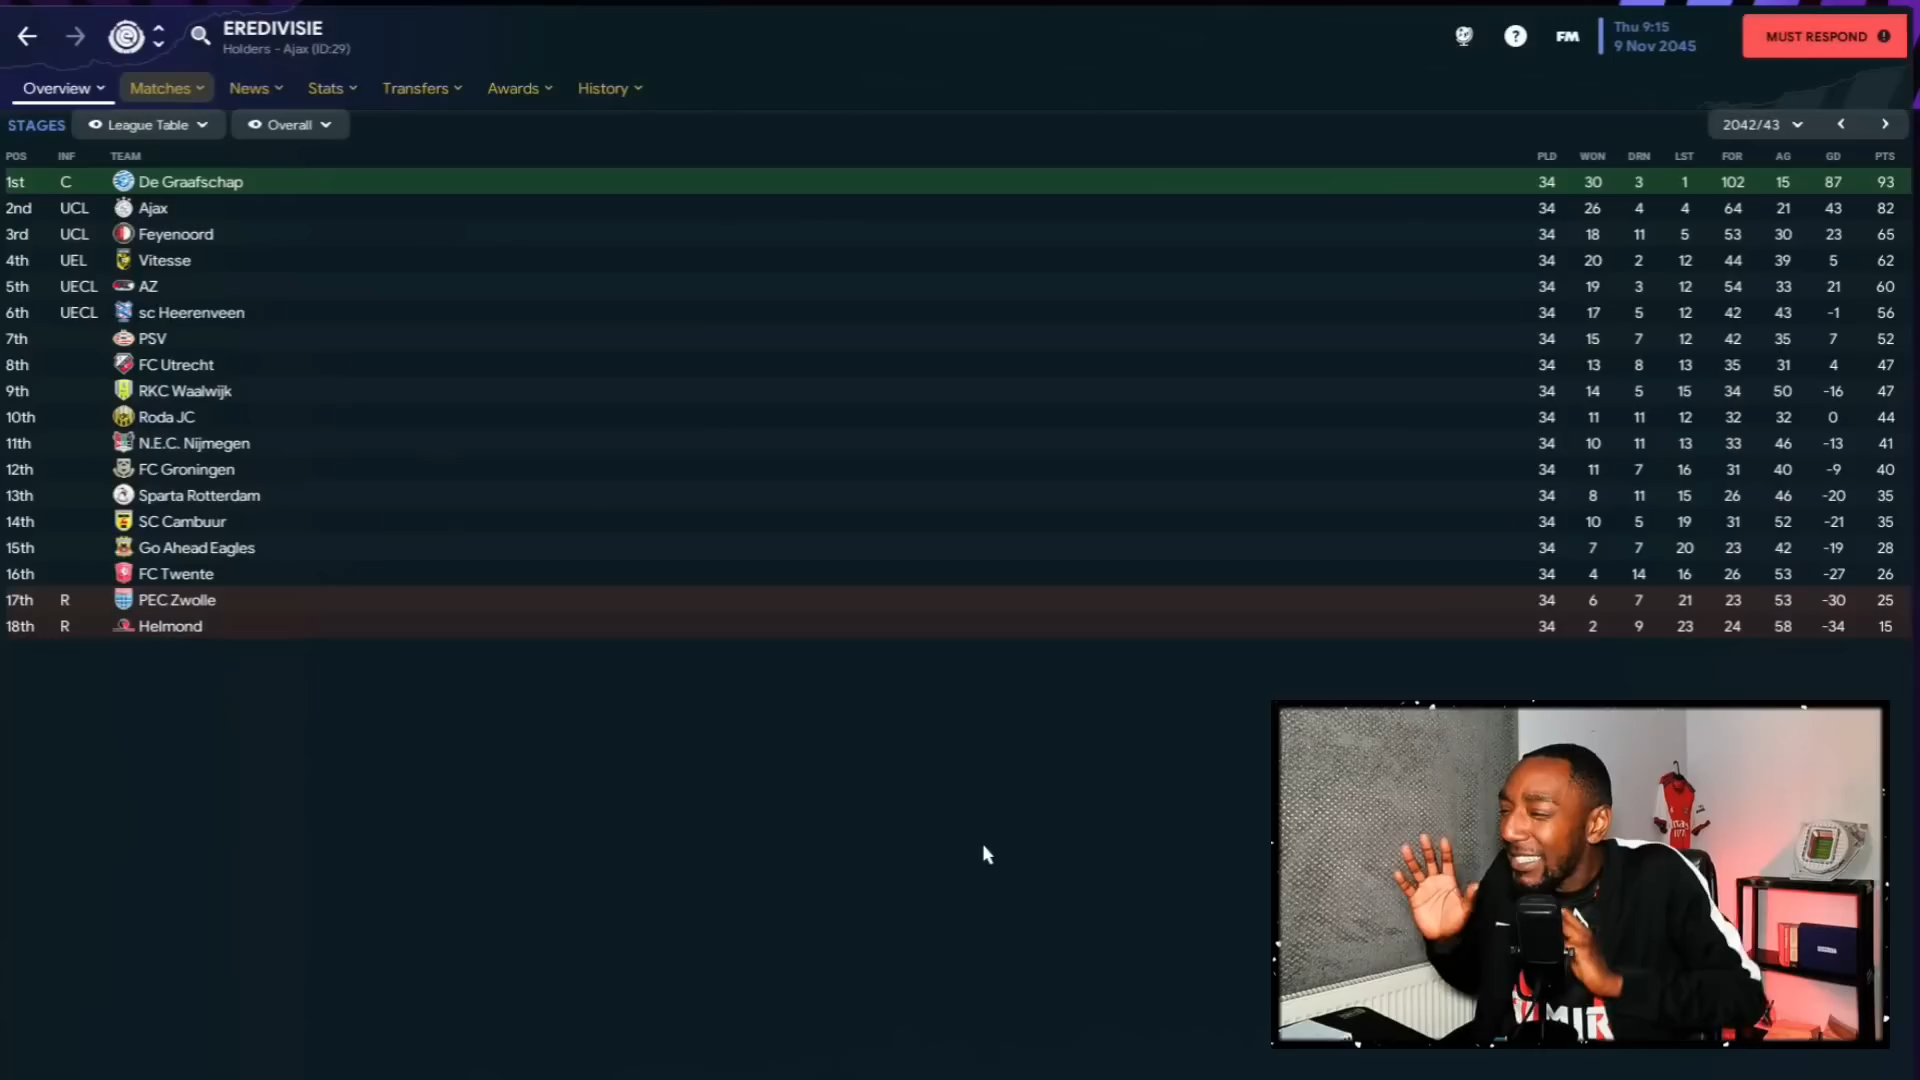 EREDIVISIE
Holders - Ajax (ID:29)
FM
Thu 9:15
9 Nov 2045
MUST RESPOND
Overview Matches News Stats Transfers Awards History
STAGES League Table Overall 2042/43
POS INF TEAM PLD WON DRN LST FOR AG GD PTS
1st C De Graafschap 34 30 3 1 102 15 87 93
2nd UCL Ajax 34 26 4 4 64 21 43 82
3rd UCL Feyenoord 34 18 11 5 53 30 23 65
4th UEL Vitesse 34 20 2 12 44 39 5 62
5th UECL AZ 34 19 3 12 54 33 21 60
6th UECL sc Heerenveen 34 17 5 12 42 43 -1 56
7th PSV 34 15 7 12 42 35 7 52
8th FC Utrecht 34 13 8 13 35 31 4 47
9th RKC Waalwijk 34 14 5 15 34 50 -16 47
10th Roda JC 34 11 11 12 32 32 0 44
11th N.E.C. Nijmegen 34 10 11 13 33 46 -13 41
12th FC Groningen 34 11 7 16 31 40 -9 40
13th Sparta Rotterdam 34 8 11 15 26 46 -20 35
14th SC Cambuur 34 10 5 19 31 52 -21 35
15th Go Ahead Eagles 34 7 7 20 23 42 -19 28
16th FC Twente 34 4 14 16 26 53 -27 26
17th R PEC Zwolle 34 6 7 21 23 53 -30 25
18th R Helmond 34 2 9 23 24 58 -34 15